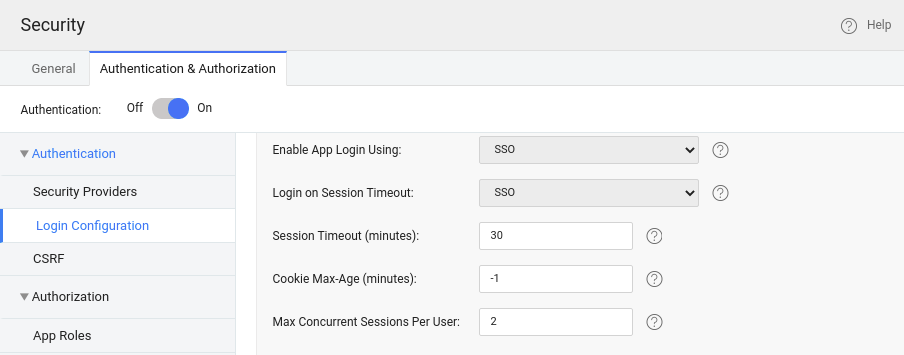 Security
Help
General
Authentication & Authorization
Authentication: Off On
Authentication
Security Providers
Login Configuration
CSRF
Authorization
App Roles
Enable App Login Using: SSO
Login on Session Timeout: SSO
Session Timeout (minutes): 30
Cookie Max-Age (minutes): -1
Max Concurrent Sessions Per User: 2